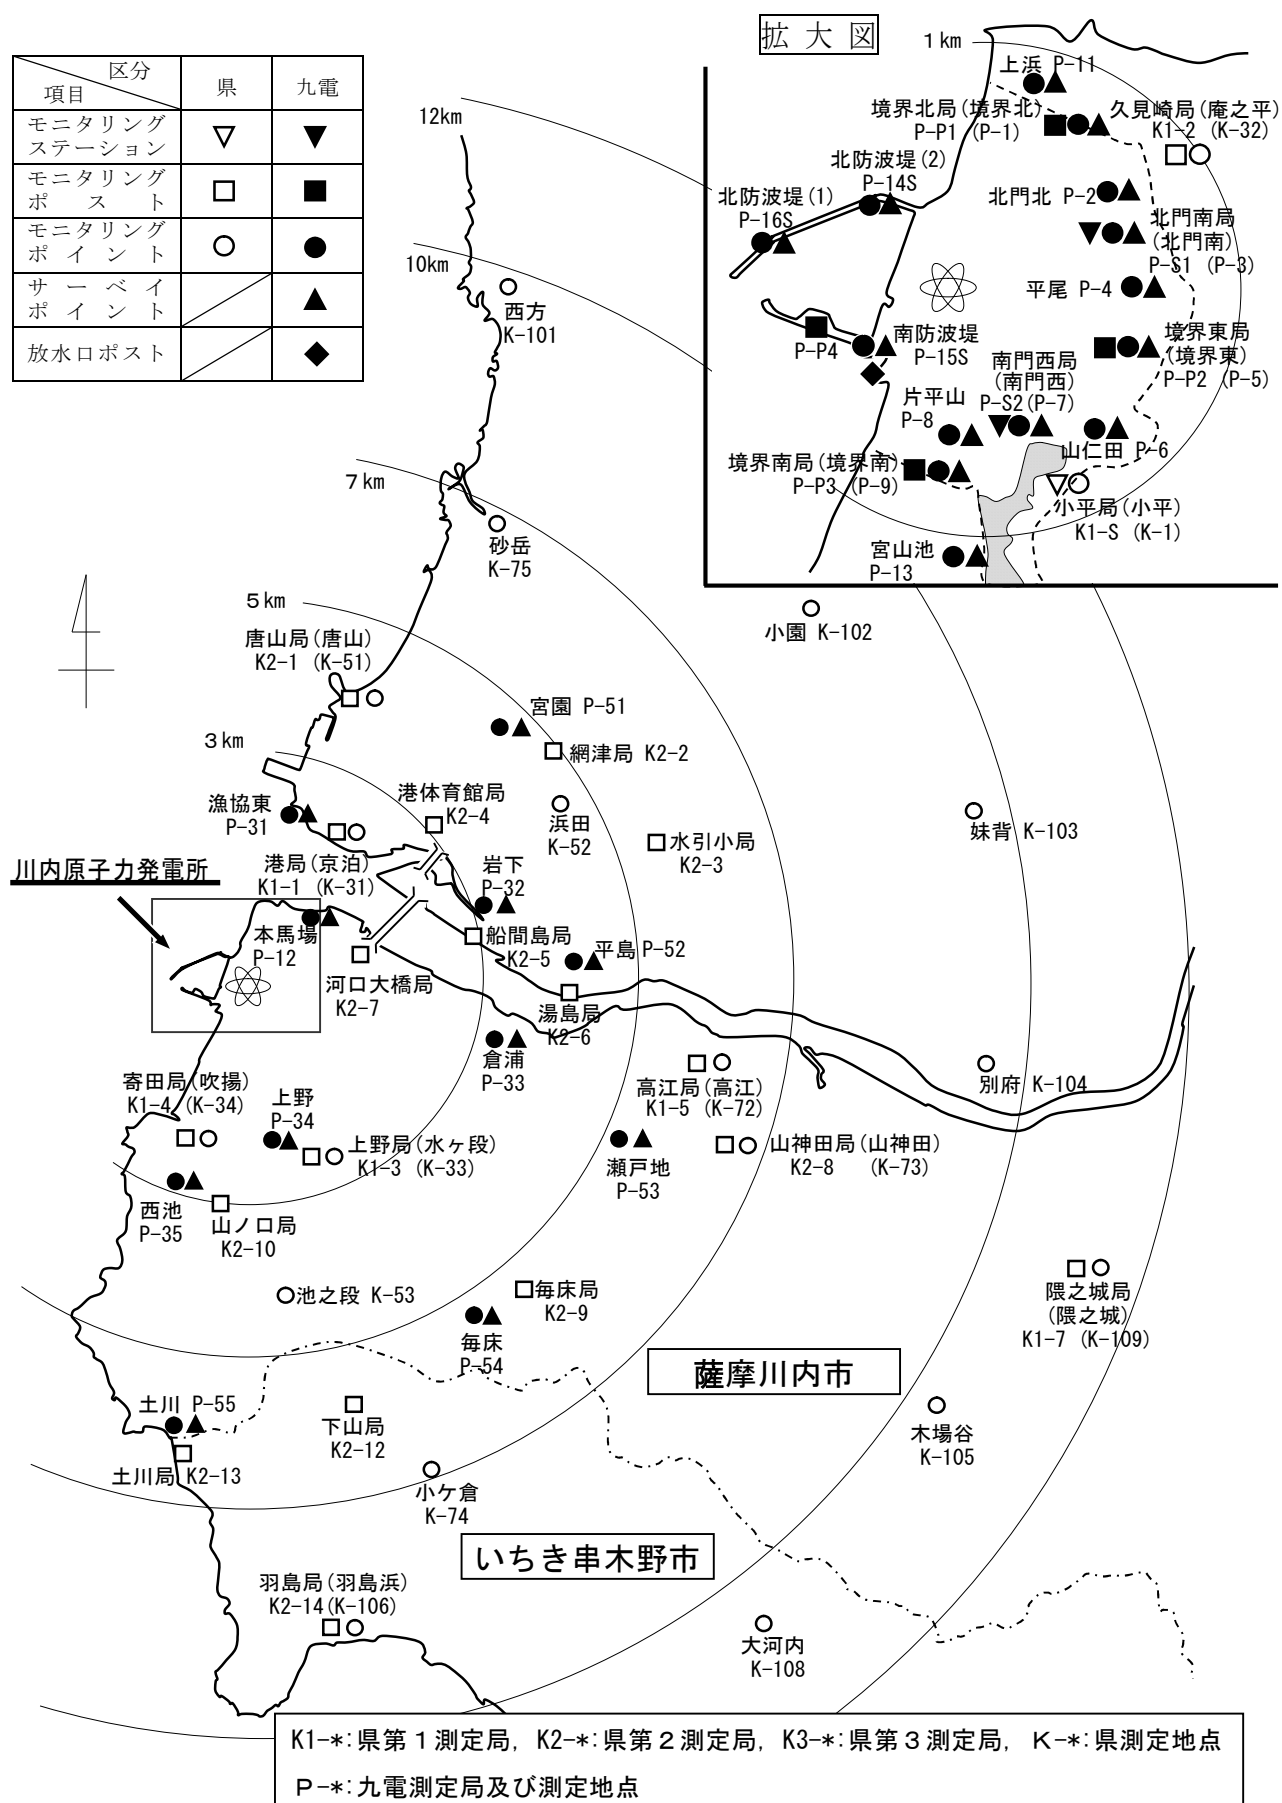 拡大図
区分
項目
県
九電
モニタリング
ステーション
モニタリング
ポスト
モニタリング
ポイント
サーベイ
ポイント
放水口ポスト
1km
上浜 P-11
境界北局(境界北)
P-P1 (P-1)
久見崎局(庵之平)
K1-2 (K-32)
北防波堤(2)
P-14S
北防波堤(1)
P-16S
北門北 P-2
北門南局
(北門南)
P-S1 (P-3)
平尾 P-4
P-P4
南防波堤
P-15S
境界東局
(境界東)
P-P2 (P-5)
南門西局
(南門西)
P-S2(P-7)
片平山
P-8
山仁田 P-6
境界南局(境界南)
P-P3 (P-9)
小平局(小平)
K1-S (K-1)
宮山池
P-13
12km
10km
西方
K-101
7km
砂岳
K-75
5km
小園 K-102
唐山局(唐山)
K2-1 (K-51)
宮園 P-51
3km
網津局 K2-2
漁協東
P-31
港体育館局
K2-4
浜田
K-52
水引小局
K2-3
妹背 K-103
川内原子力発電所
港局(京泊)
K1-1 (K-31)
岩下
P-32
本馬場
P-12
船間島局
K2-5
平島 P-52
河口大橋局
K2-7
湯島局
K2-6
倉浦
P-33
高江局(高江)
K1-5 (K-72)
別府 K-104
寄田局(吹揚)
K1-4 (K-34)
上野
P-34
上野局(水ヶ段)
K1-3 (K-33)
瀬戸地
P-53
山神田局(山神田)
K2-8 (K-73)
西池
P-35
山ノ口局
K2-10
池之段 K-53
毎床局
K2-9
毎床
P-54
隈之城局
(隈之城)
K1-7 (K-109)
薩摩川内市
土川 P-55
下山局
K2-12
木場谷
K-105
土川局 K2-13
小ケ倉
K-74
いちき串木野市
羽島局(羽島浜)
K2-14(K-106)
大河内
K-108
K1-*:県第1測定局, K2-*:県第2測定局, K3-*:県第3測定局, K-*:県測定地点
P-*:九電測定局及び測定地点